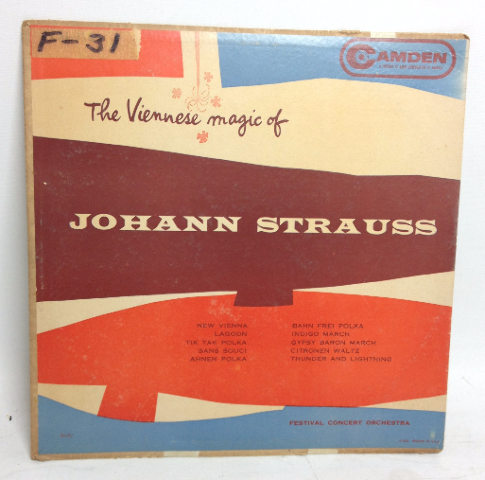 F-31
CAMDEN
The Viennese magic of
JOHANN STRAUSS
NEW VIENNA
LAGOON
TIK TAK POLKA
SANS SOUCI
AHNEN POLKA
BAHN FREI POLKA
INDIGO MARCH
GYPSY BARON MARCH
CITRONEN WALTZ
THUNDER AND LIGHTNING
FESTIVAL CONCERT ORCHESTRA